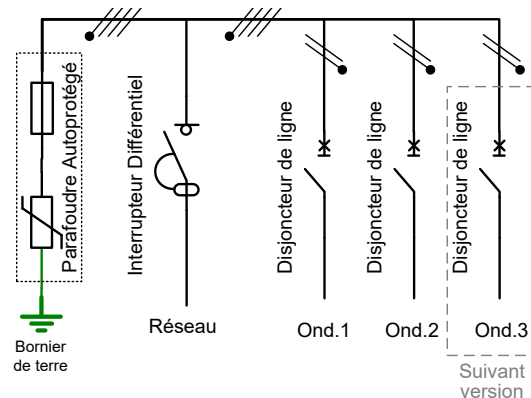 Parafoudre Autoprotégé
Interrupteur Différentiel
Disjoncteur de ligne
Disjoncteur de ligne
Disjoncteur de ligne
Bornier
de terre
Réseau
Ond.1
Ond.2
Ond.3
Suivant
version